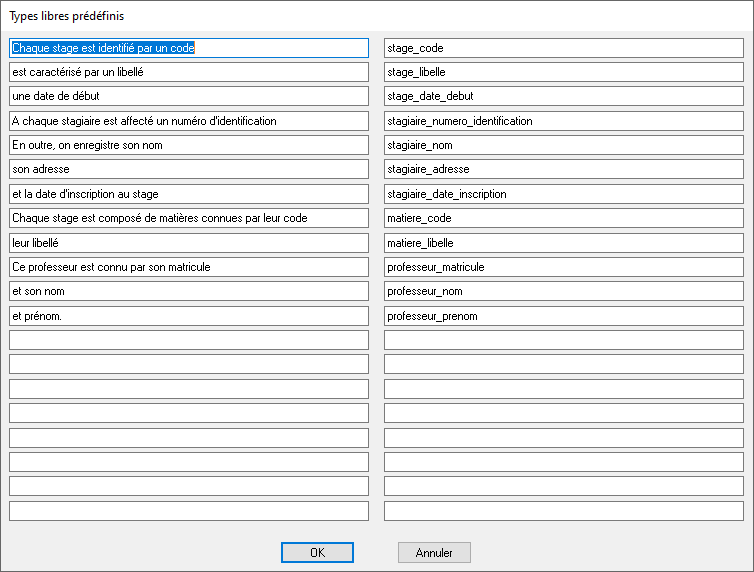 Types libres prédéfinis
Chaque stage est identifié par un code stage_code
est caractérisé par un libellé stage_libelle
une date de début stage_date_debut
A chaque stagiaire est affecté un numéro d'identification stagiaire_numero_identification
En outre, on enregistre son nom stagiaire_nom
son adresse stagiaire_adresse
et la date d'inscription au stage stagiaire_date_inscription
Chaque stage est composé de matières connues par leur code matiere_code
leur libellé matiere_libelle
Ce professeur est connu par son matricule professeur_matricule
et son nom professeur_nom
et prénom. professeur_prenom
OK Annuler